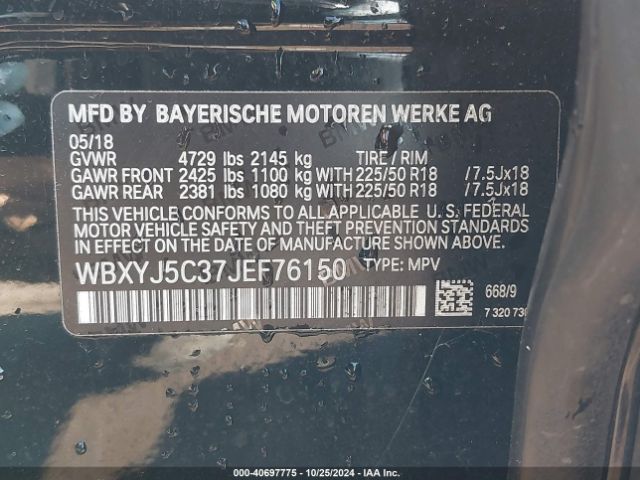 MFD BY BAYERISCHE MOTOREN WERKE AG
05/18
GVWR 4729 lbs 2145 kg TIRE / RIM
GAWR FRONT 2425 lbs 1100 kg WITH 225/50 R18 /7.5Jx18
GAWR REAR 2381 lbs 1080 kg WITH 225/50 R18 /7.5Jx18
THIS VEHICLE CONFORMS TO ALL APPLICABLE U. S. FEDERAL
MOTOR VEHICLE SAFETY AND THEFT PREVENTION STANDARDS
IN EFFECT ON THE DATE OF MANUFACTURE SHOWN ABOVE.
WBXYJ5C37JEF76150 TYPE: MPV
668/9
7 320 730
000-40697775 - 10/25/2024 - IAA Inc.